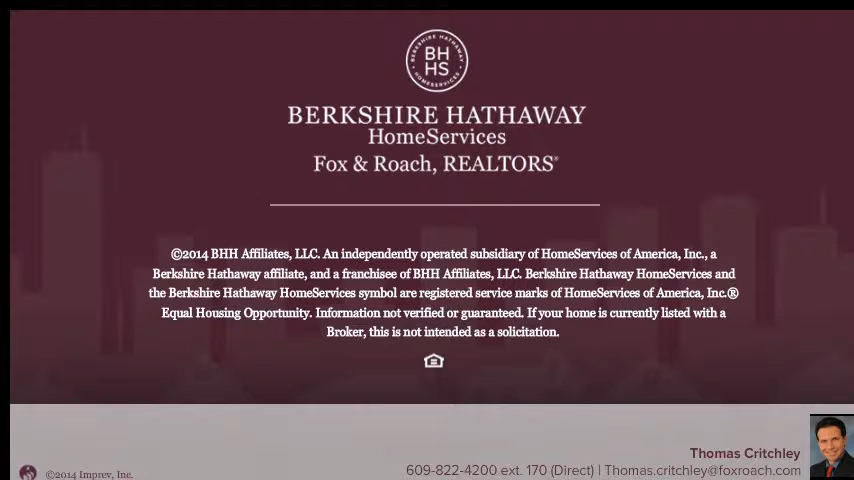 BERKSHIRE HATHAWAY
HOMESERVICES
BH
HS
BERKSHIRE HATHAWAY
HomeServices
Fox & Roach, REALTORS®
©2014 BHH Affiliates, LLC. An independently operated subsidiary of HomeServices of America, Inc., a
Berkshire Hathaway affiliate, and a franchisee of BHH Affiliates, LLC. Berkshire Hathaway HomeServices and
the Berkshire Hathaway HomeServices symbol are registered service marks of HomeServices of America, Inc.®
Equal Housing Opportunity. Information not verified or guaranteed. If your home is currently listed with a
Broker, this is not intended as a solicitation.
Thomas Critchley
609-822-4200 ext. 170 (Direct) | Thomas.critchley@foxroach.com
©2014 Imprev, Inc.